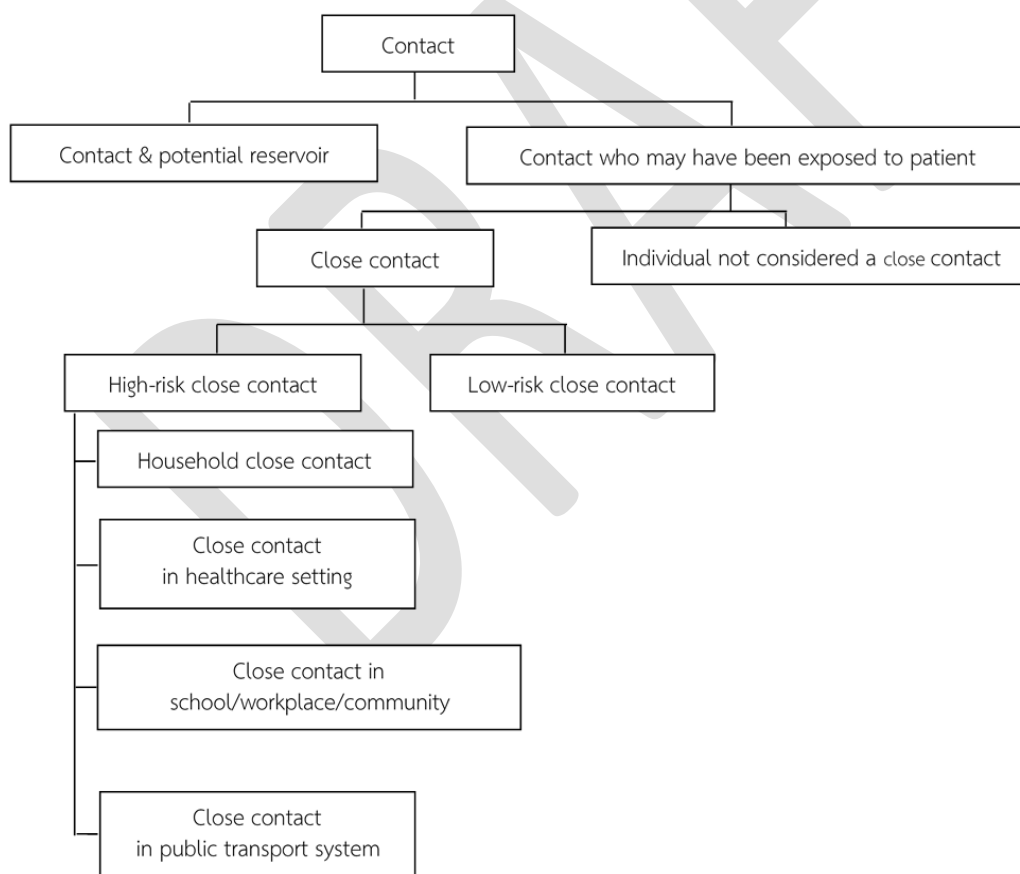 Contact
Contact & potential reservoir
Contact who may have been exposed to patient
Close contact
Individual not considered a close contact
High-risk close contact
Low-risk close contact
Household close contact
Close contact
in healthcare setting
Close contact in
school/workplace/community
Close contact
in public transport system